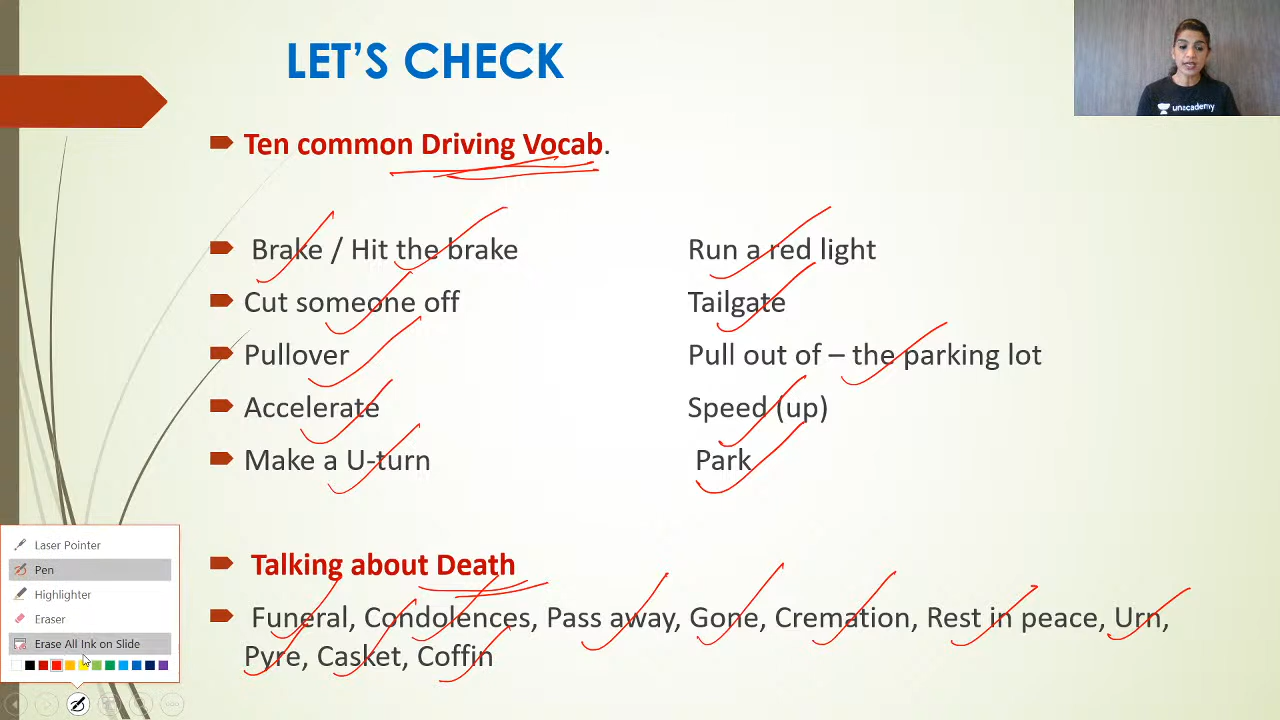 LET'S CHECK
unacademy
Ten common Driving Vocab.
Brake / Hit the brake Run a red light
Cut someone off Tailgate
Pullover Pull out of – the parking lot
Accelerate Speed (up)
Make a U-turn Park
Talking about Death
Funeral, Condolences, Pass away, Gone, Cremation, Rest in peace, Urn,
Pyre, Casket, Coffin
Laser Pointer
Pen
Highlighter
Eraser
Erase All Ink on Slide